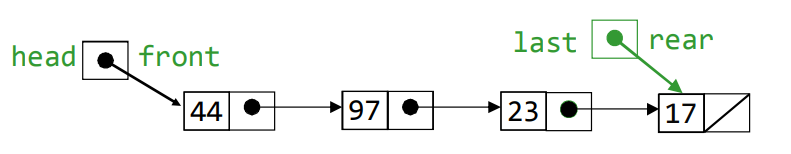 last rear
head front
44 97 23 17